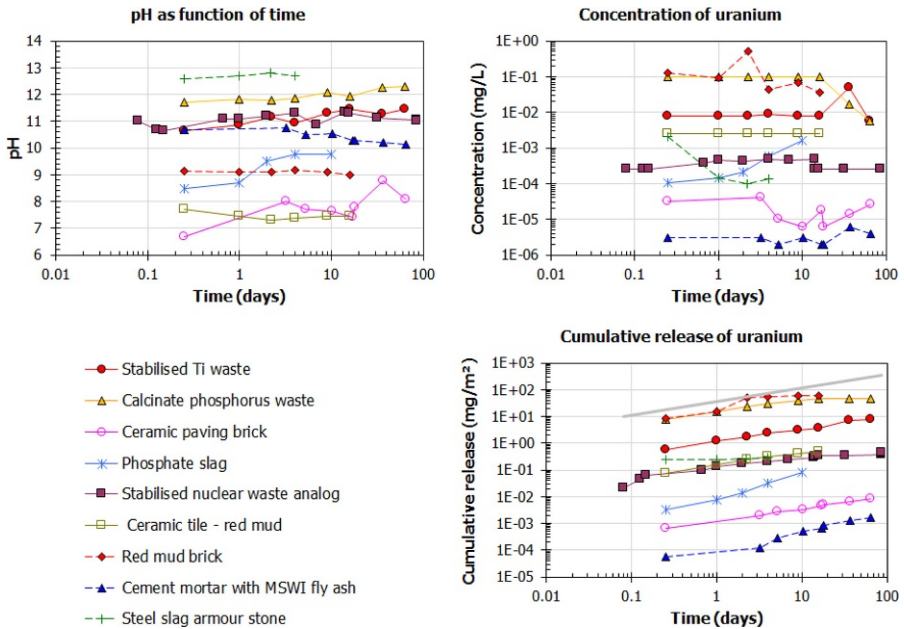 pH as function of time
14
13
12
11
10
9
8
7
6
pH
0.01 0.1 1 10 100
Time (days)
Concentration of uranium
1E+00
1E-01
1E-02
1E-03
1E-04
1E-05
1E-06
Concentration (mg/L)
0.01 0.1 1 10 100
Time (days)
Stabilised Ti waste
Calcinate phosphorus waste
Ceramic paving brick
Phosphate slag
Stabilised nuclear waste analog
Ceramic tile - red mud
Red mud brick
Cement mortar with MSWI fly ash
Steel slag armour stone
Cumulative release of uranium
1E+03
1E+02
1E+01
1E+00
1E-01
1E-02
1E-03
1E-04
1E-05
Cumulative release (mg/m²)
0.01 0.1 1 10 100
Time (days)